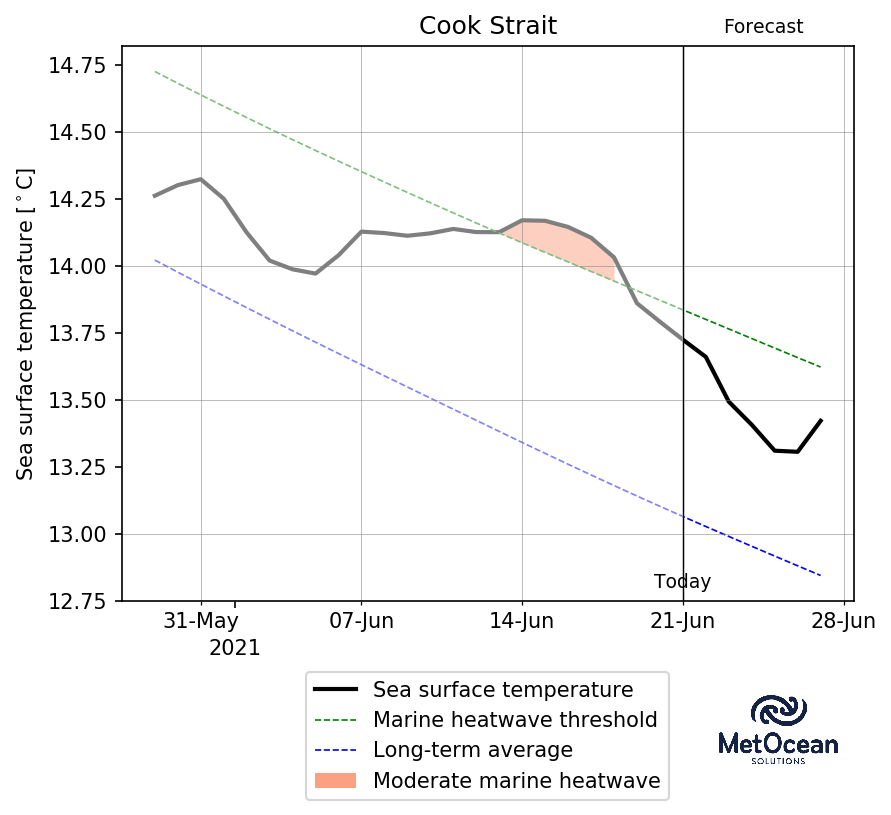 Cook Strait
Forecast
Sea surface temperature [°C]
14.75
14.50
14.25
14.00
13.75
13.50
13.25
13.00
12.75
Today
31-May
07-Jun
14-Jun
21-Jun
28-Jun
2021
Sea surface temperature
Marine heatwave threshold
Long-term average
Moderate marine heatwave
MetOcean
SOLUTIONS